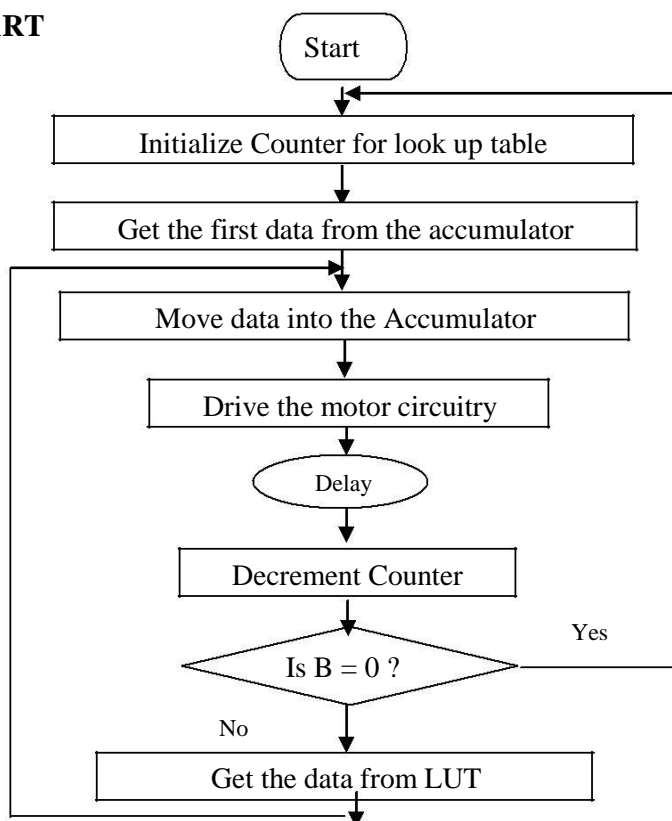 Start
Initialize Counter for look up table
Get the first data from the accumulator
Move data into the Accumulator
Drive the motor circuitry
Delay
Decrement Counter
Is B = 0 ?
Yes
No
Get the data from LUT